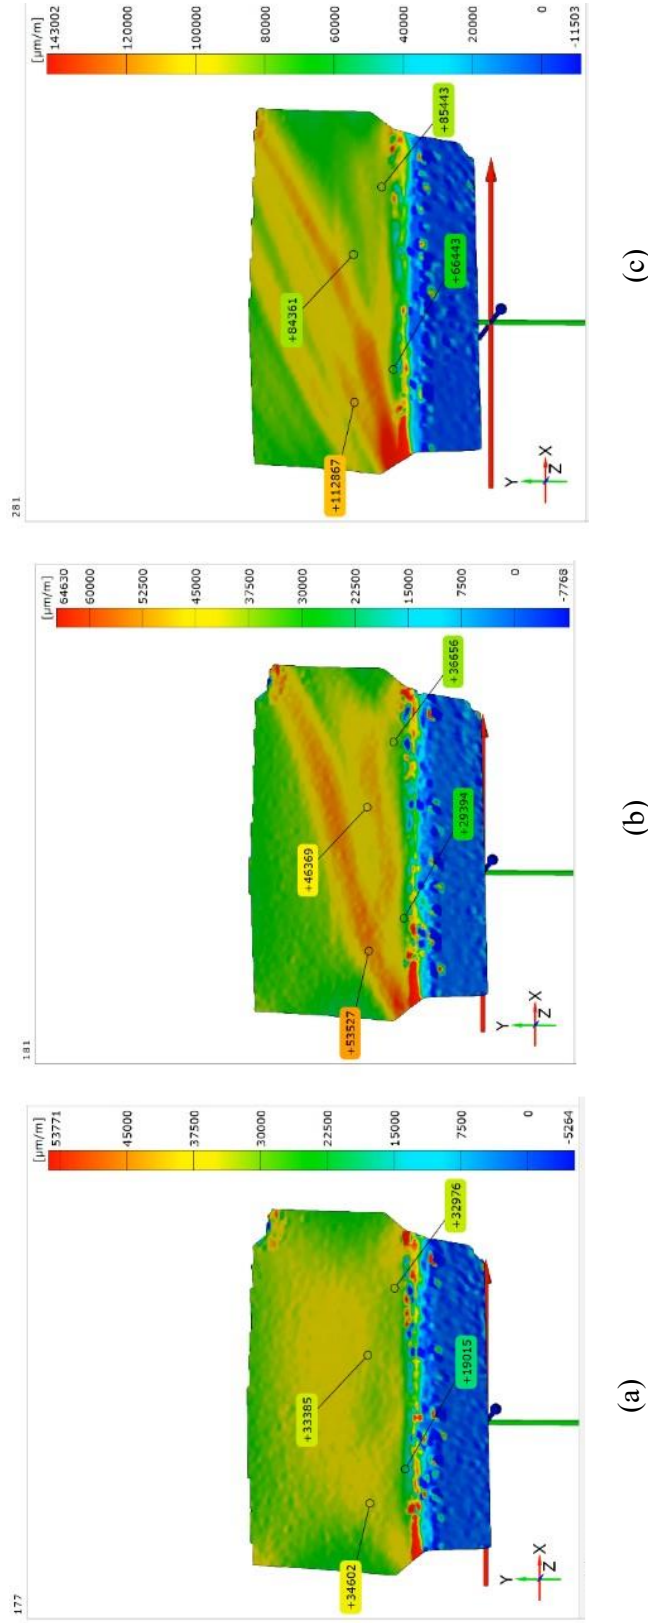 177
[µm/m]
53771
45000
37500
30000
22500
15000
7500
0
-5264
+34602
+33385
+19015
+32976
Y
X
Z
(a)
181
[µm/m]
64630
60000
52500
45000
37500
30000
22500
15000
7500
0
-7768
+53527
+46369
+29394
+36656
Y
X
Z
(b)
281
[µm/m]
143002
120000
100000
80000
60000
40000
20000
0
-11503
+112867
+84361
+66443
+85443
Y
X
Z
(c)